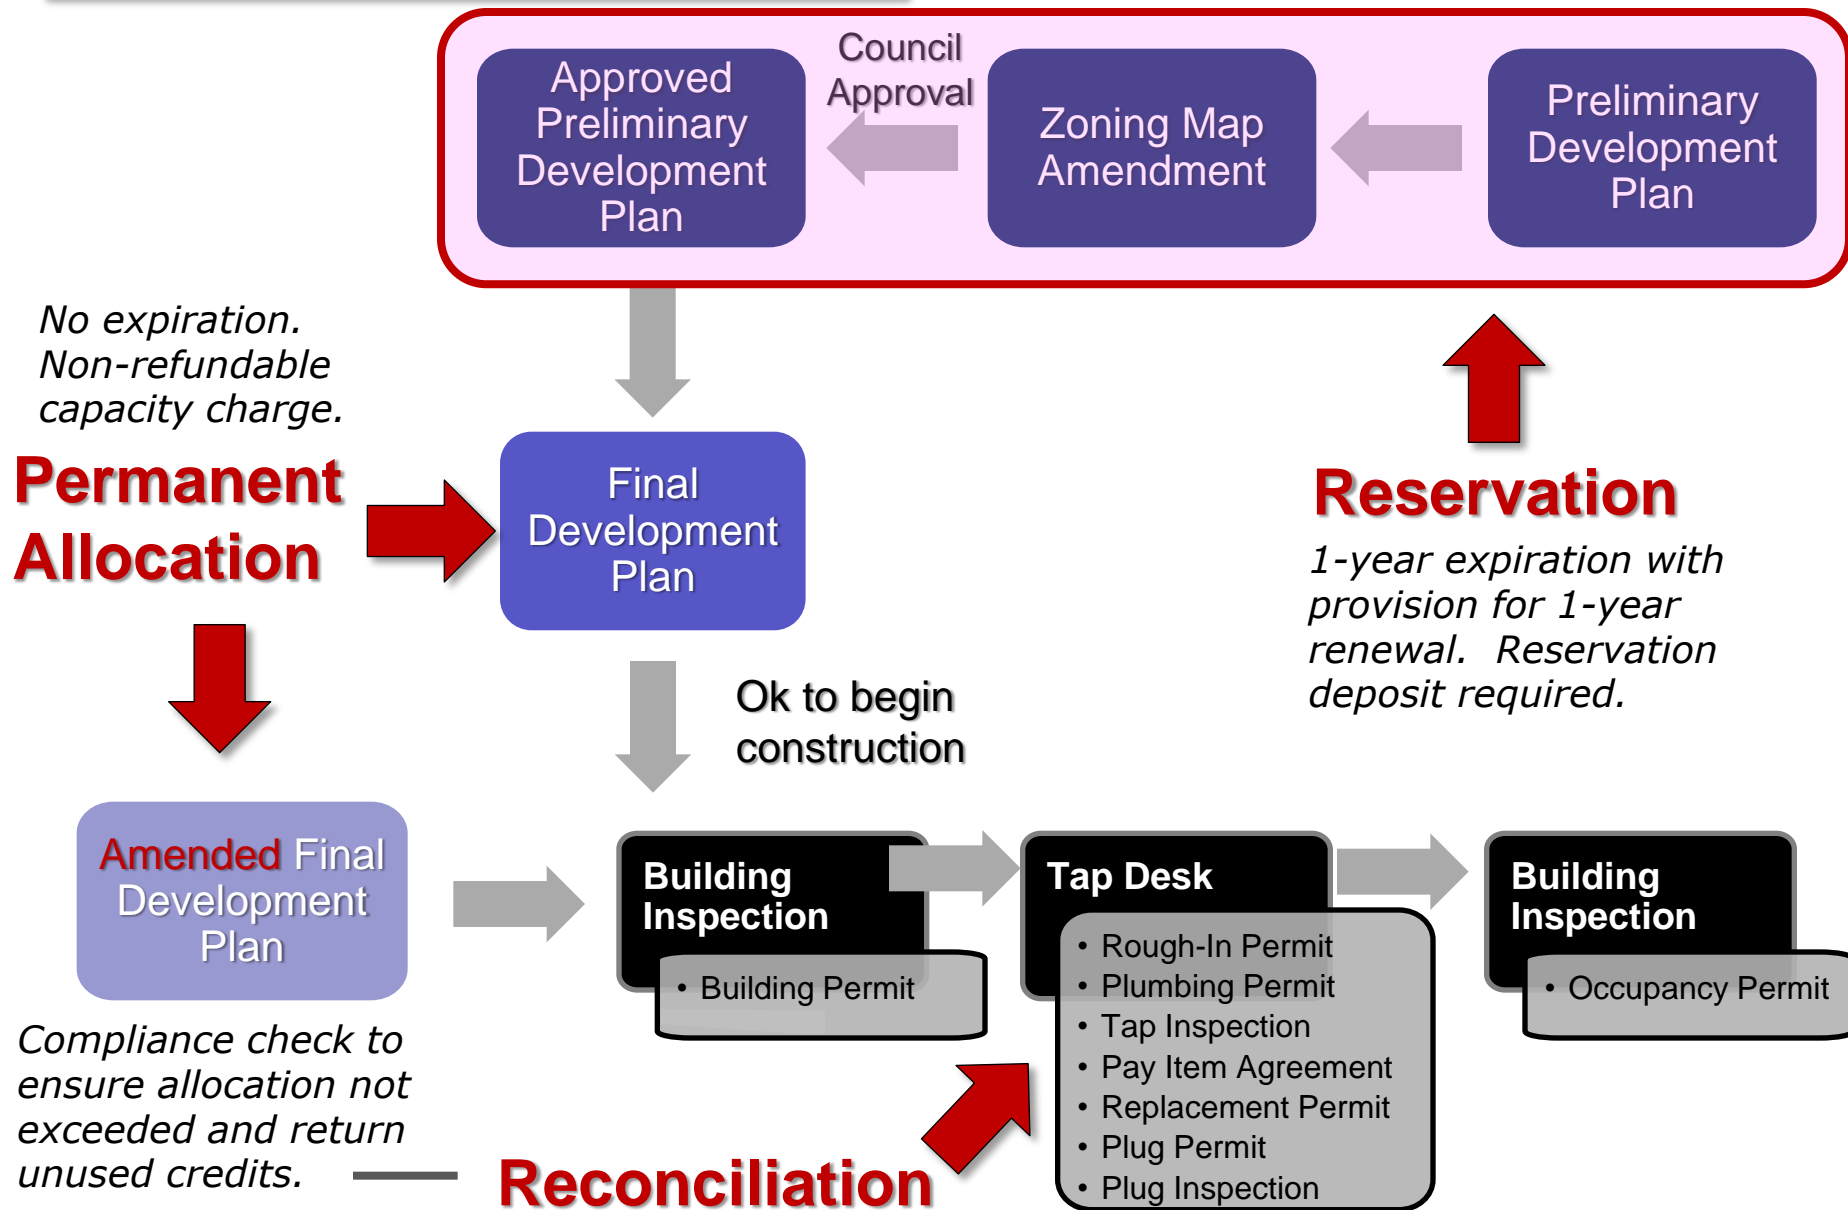 Approved
Preliminary
Development
Plan
Council
Approval
Zoning Map
Amendment
Preliminary
Development
Plan
No expiration.
Non-refundable
capacity charge.
Permanent
Allocation
Final
Development
Plan
Reservation
1-year expiration with
provision for 1-year
renewal.  Reservation
deposit required.
Ok to begin
construction
Amended Final
Development
Plan
Building
Inspection
• Building Permit
Tap Desk
• Rough-In Permit
• Plumbing Permit
• Tap Inspection
• Pay Item Agreement
• Replacement Permit
• Plug Permit
• Plug Inspection
Building
Inspection
• Occupancy Permit
Compliance check to
ensure allocation not
exceeded and return
unused credits.
Reconciliation